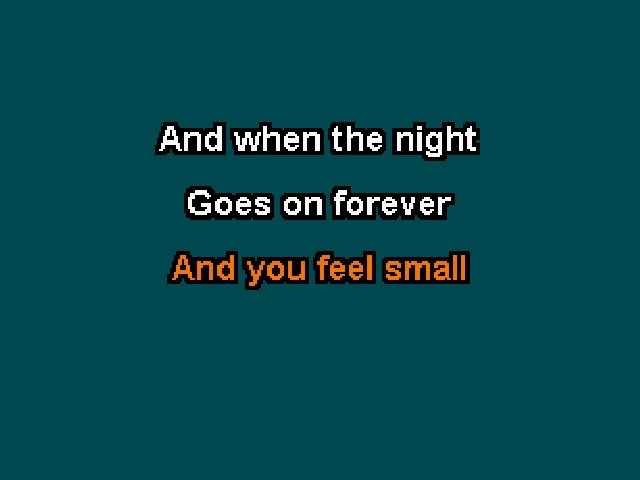 And when the night
Goes on forever
And you feel small